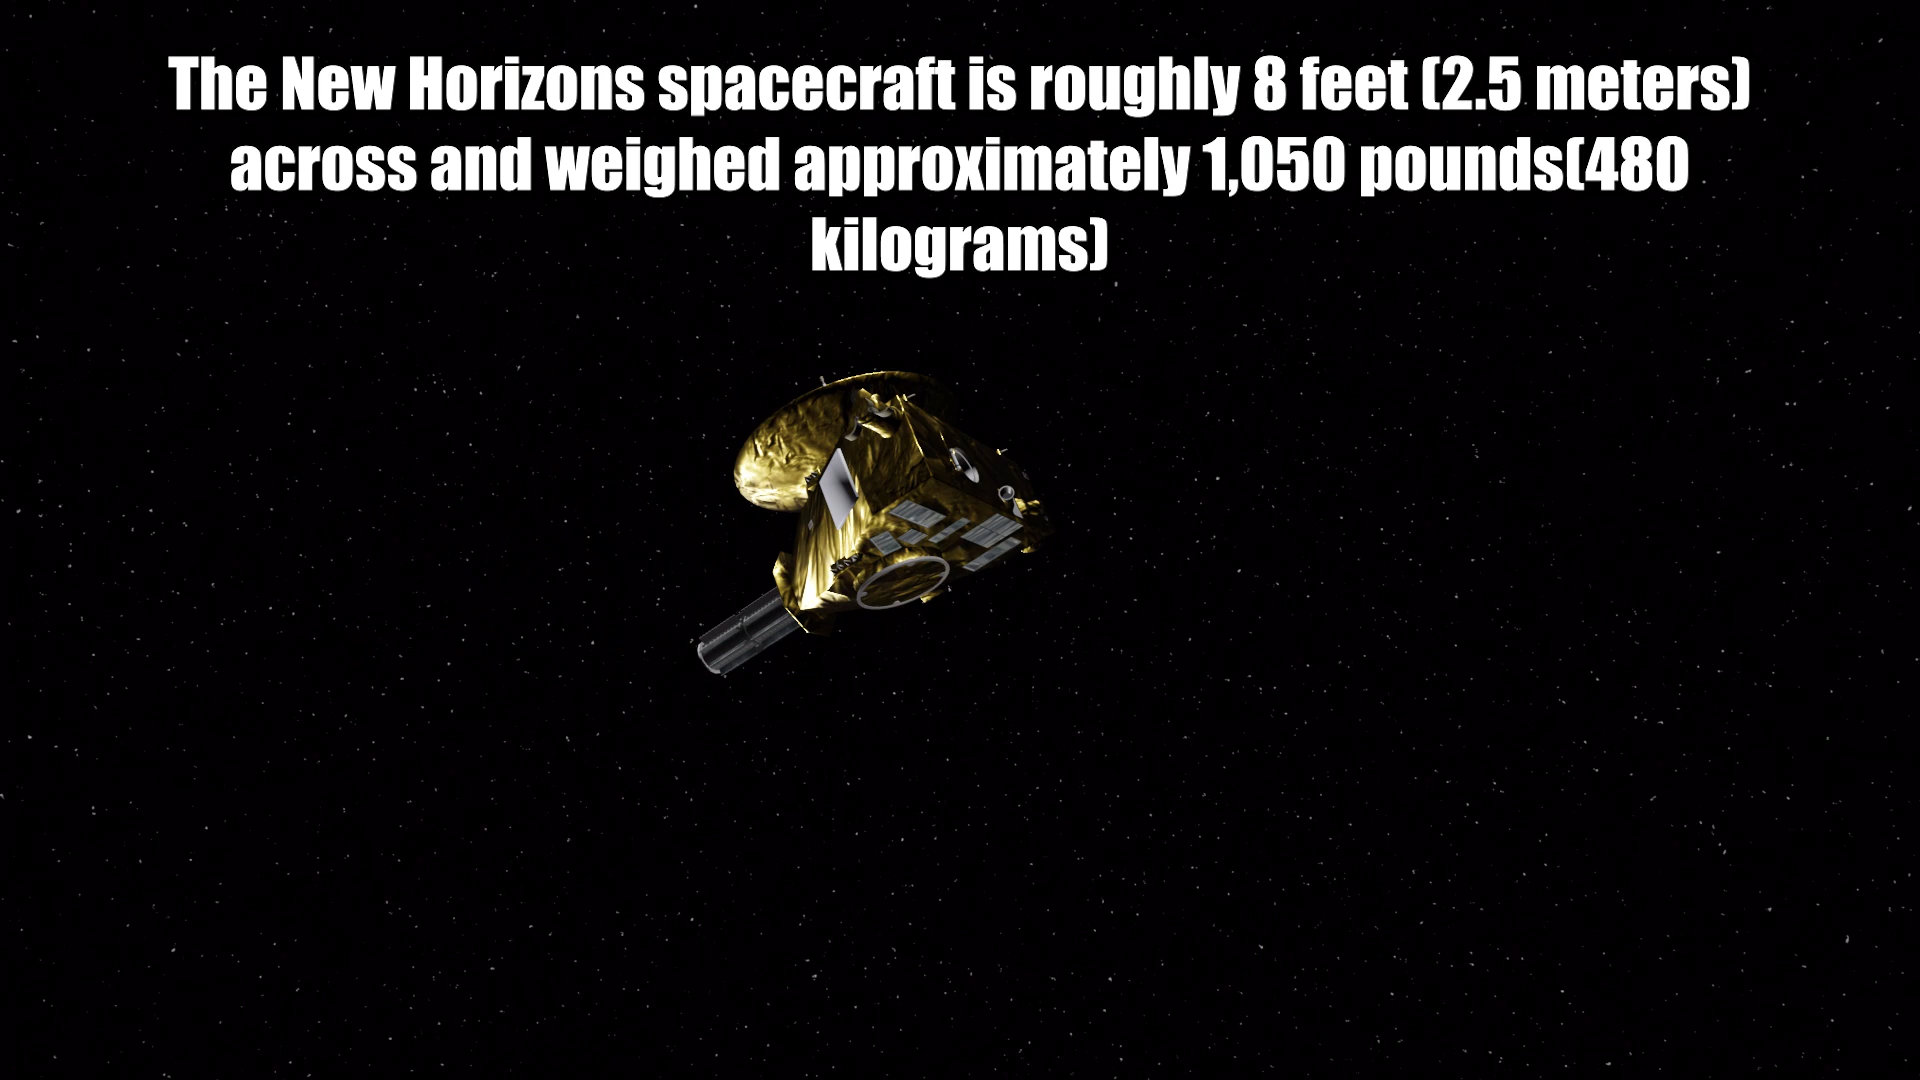 The New Horizons spacecraft is roughly 8 feet (2.5 meters)
across and weighed approximately 1,050 pounds(480
kilograms)